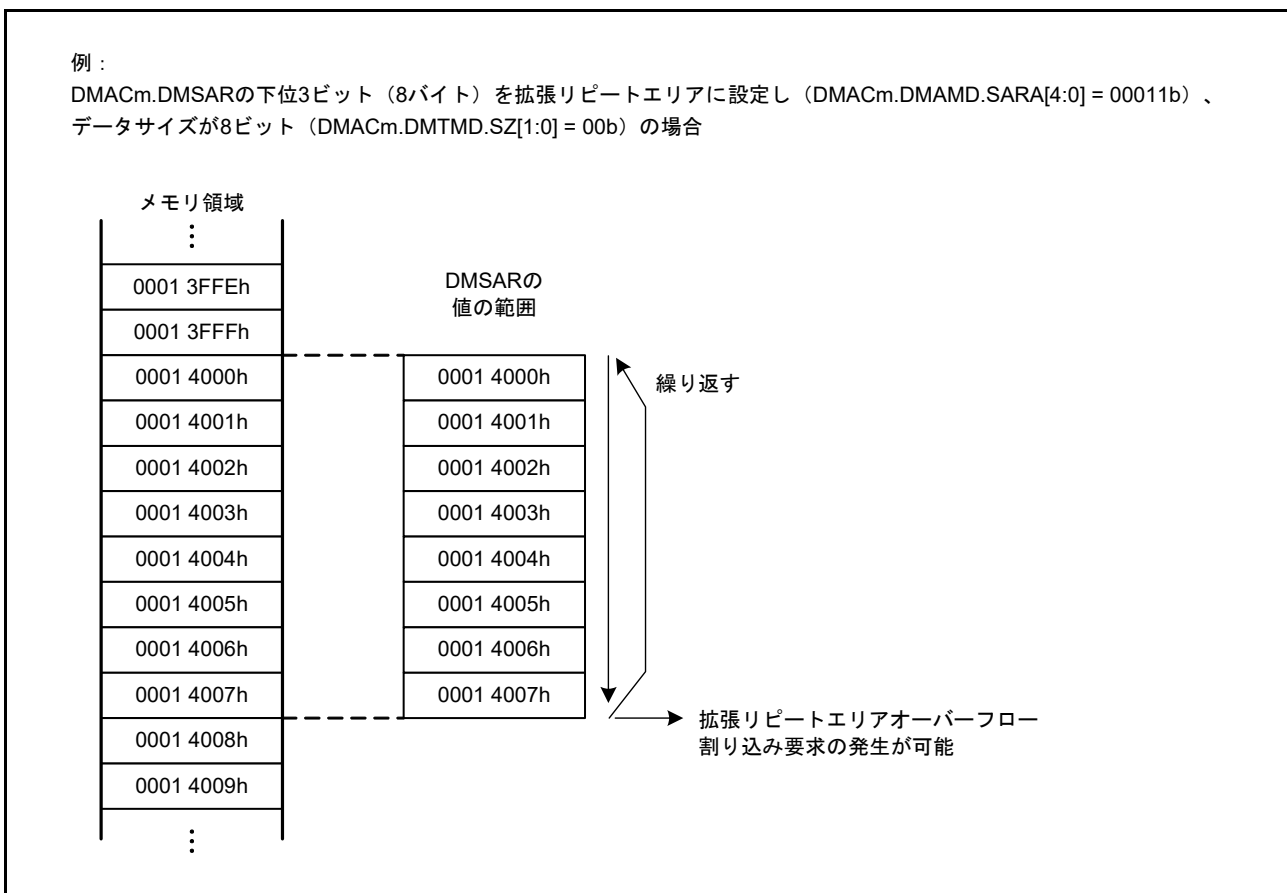 例：
DMACm.DMSARの下位3ビット（8バイト）を拡張リピートエリアに設定し（DMACm.DMAMD.SARA[4:0] = 00011b）、
データサイズが8ビット（DMACm.DMTMD.SZ[1:0] = 00b）の場合
メモリ領域
⋮
0001 3FFEh
0001 3FFFh
0001 4000h
0001 4001h
0001 4002h
0001 4003h
0001 4004h
0001 4005h
0001 4006h
0001 4007h
0001 4008h
0001 4009h
⋮
DMSARの
値の範囲
0001 4000h
0001 4001h
0001 4002h
0001 4003h
0001 4004h
0001 4005h
0001 4006h
0001 4007h
繰り返す
拡張リピートエリアオーバーフロー
割り込み要求の発生が可能